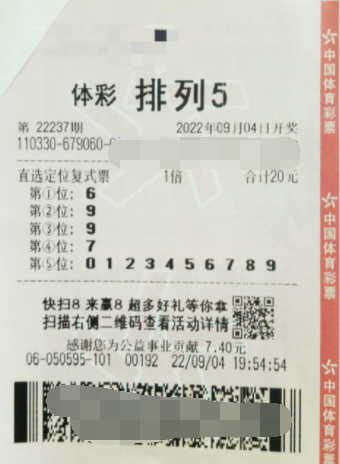 体彩 排列5
第 22237期 2022年09月04日开奖
110330-679060-
直选定位复式票 1倍 合计20元
第①位: 6
第②位: 9
第③位: 9
第④位: 7
第⑤位: 0 1 2 3 4 5 6 7 8 9
快扫8 来赢8 超多好礼等你拿
扫描右侧二维码查看活动详情
感谢您为公益事业贡献 7.40元
06-050595-101 00192 22/09/04 19:54:54
中国体育彩票
中国体育彩票
中国体育彩票